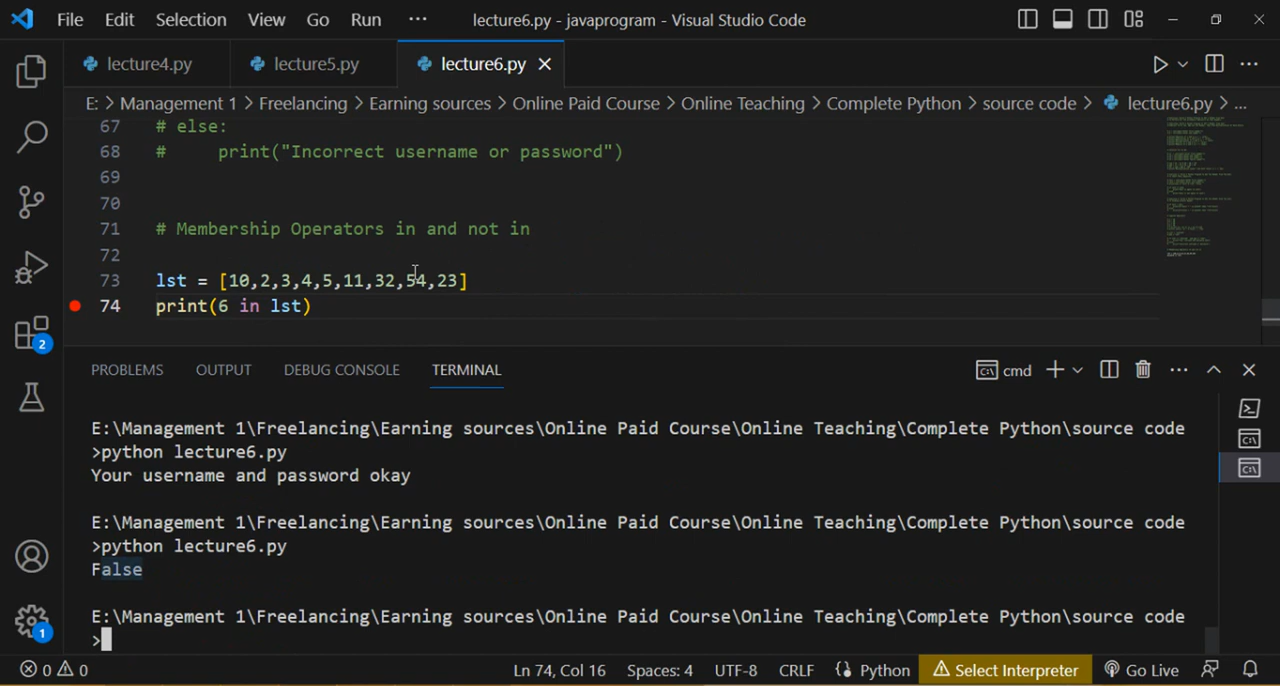 File Edit Selection View Go Run ··· lecture6.py - javaprogram - Visual Studio Code
lecture4.py lecture5.py lecture6.py
E: > Management 1 > Freelancing > Earning sources > Online Paid Course > Online Teaching > Complete Python > source code > lecture6.py > ...
67 # else:
68 #     print("Incorrect username or password")
69
70
71 # Membership Operators in and not in
72
73 lst = [10,2,3,4,5,11,32,54,23]
74 print(6 in lst)
PROBLEMS OUTPUT DEBUG CONSOLE TERMINAL cmd
E:\Management 1\Freelancing\Earning sources\Online Paid Course\Online Teaching\Complete Python\source code
>python lecture6.py
Your username and password okay
E:\Management 1\Freelancing\Earning sources\Online Paid Course\Online Teaching\Complete Python\source code
>python lecture6.py
False
E:\Management 1\Freelancing\Earning sources\Online Paid Course\Online Teaching\Complete Python\source code
>
2
1
0 0 Ln 74, Col 16 Spaces: 4 UTF-8 CRLF Python Select Interpreter Go Live